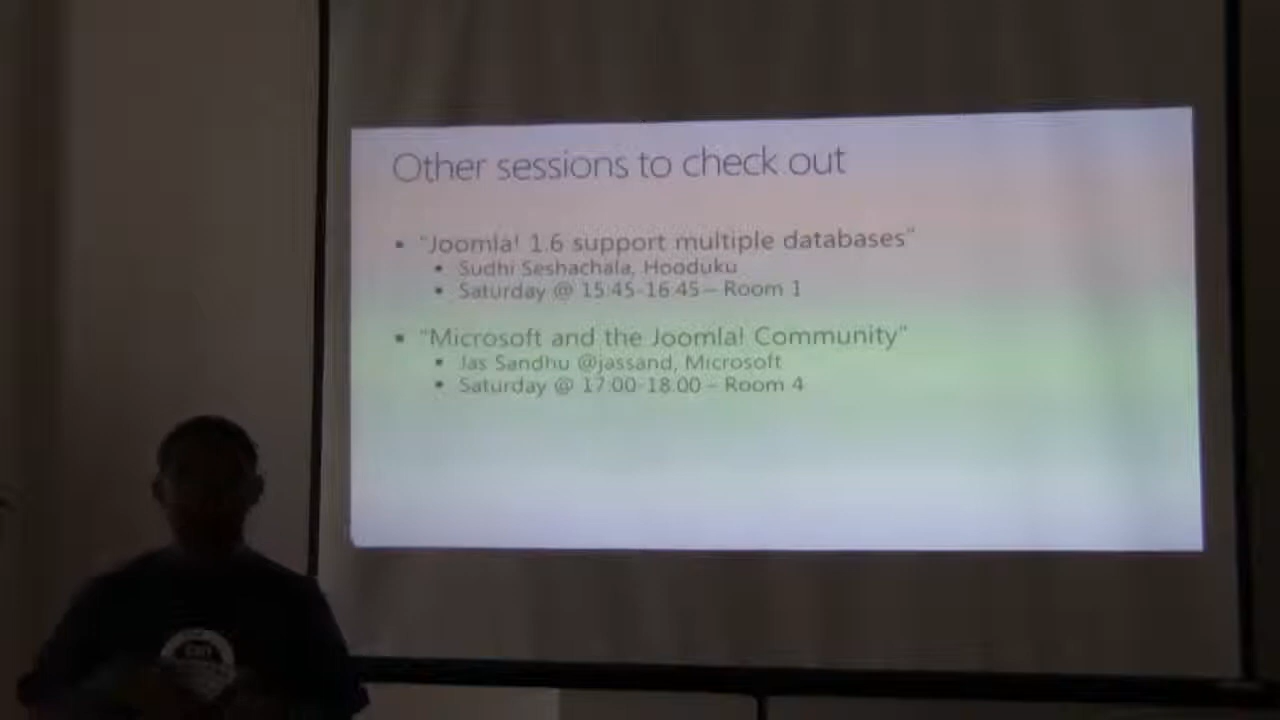 Other sessions to check out
▪ "Joomla! 1.6 support multiple databases"
▪ Sudhi Seshachala, Hooduku
▪ Saturday @ 15:45-16:45 – Room 1
▪ "Microsoft and the Joomla! Community"
▪ Jas Sandhu @jassand, Microsoft
▪ Saturday @ 17:00-18:00 – Room 4